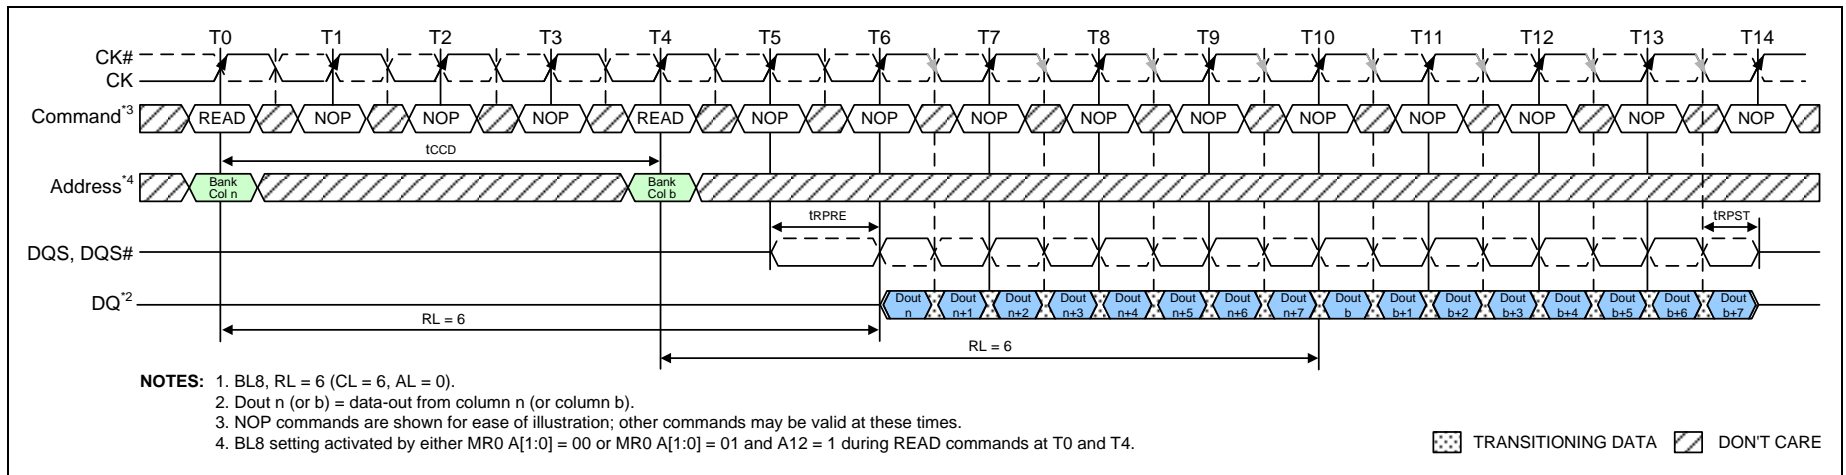 T0 T1 T2 T3 T4 T5 T6 T7 T8 T9 T10 T11 T12 T13 T14
CK#
CK
Command*3 READ NOP NOP NOP READ NOP NOP NOP NOP NOP NOP NOP NOP NOP NOP
tCCD
Address*4 Bank Col n Bank Col b
tRPRE tRPST
DQS, DQS#
DQ*2 Dout n Dout n+1 Dout n+2 Dout n+3 Dout n+4 Dout n+5 Dout n+6 Dout n+7 Dout b Dout b+1 Dout b+2 Dout b+3 Dout b+4 Dout b+5 Dout b+6 Dout b+7
RL = 6
RL = 6
NOTES: 1. BL8, RL = 6 (CL = 6, AL = 0).
2. Dout n (or b) = data-out from column n (or column b).
3. NOP commands are shown for ease of illustration; other commands may be valid at these times.
4. BL8 setting activated by either MR0 A[1:0] = 00 or MR0 A[1:0] = 01 and A12 = 1 during READ commands at T0 and T4.
TRANSITIONING DATA DON'T CARE